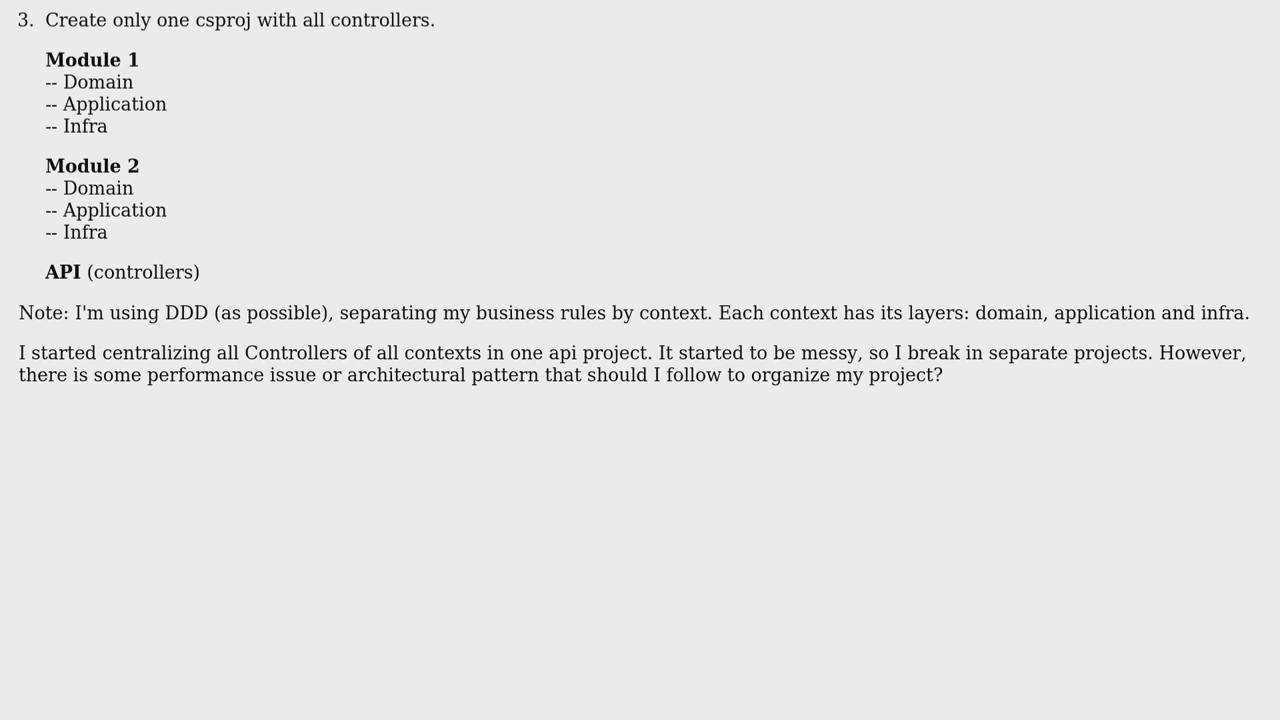 3. Create only one csproj with all controllers.
Module 1
-- Domain
-- Application
-- Infra
Module 2
-- Domain
-- Application
-- Infra
API (controllers)
Note: I'm using DDD (as possible), separating my business rules by context. Each context has its layers: domain, application and infra.
I started centralizing all Controllers of all contexts in one api project. It started to be messy, so I break in separate projects. However,
there is some performance issue or architectural pattern that should I follow to organize my project?